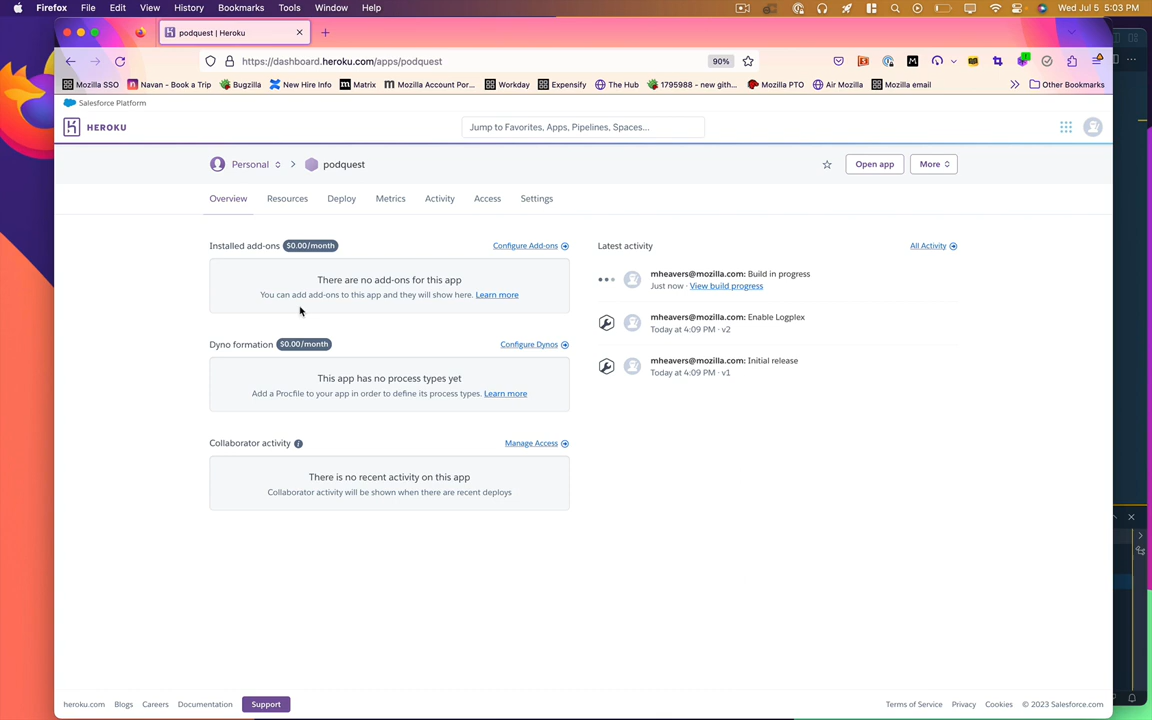 Firefox File Edit View History Bookmarks Tools Window Help Wed Jul 5 5:03 PM
podquest | Heroku
https://dashboard.heroku.com/apps/podquest 90%
Mozilla SSO Navan - Book a Trip Bugzilla New Hire Info Matrix Mozilla Account Por... Workday Expensify The Hub 1795988 - new gith... Mozilla PTO Air Mozilla Mozilla email Other Bookmarks
Salesforce Platform
HEROKU Jump to Favorites, Apps, Pipelines, Spaces...
Personal podquest Open app More
Overview Resources Deploy Metrics Activity Access Settings
Installed add-ons $0.00/month Configure Add-ons
There are no add-ons for this app
You can add add-ons to this app and they will show here. Learn more
Dyno formation $0.00/month Configure Dynos
This app has no process types yet
Add a Procfile to your app in order to define its process types. Learn more
Collaborator activity Manage Access
There is no recent activity on this app
Collaborator activity will be shown when there are recent deploys
Latest activity All Activity
mheavers@mozilla.com: Build in progress
Just now · View build progress
mheavers@mozilla.com: Enable Logplex
Today at 4:09 PM · v2
mheavers@mozilla.com: Initial release
Today at 4:09 PM · v1
heroku.com Blogs Careers Documentation Support Terms of Service Privacy Cookies © 2023 Salesforce.com